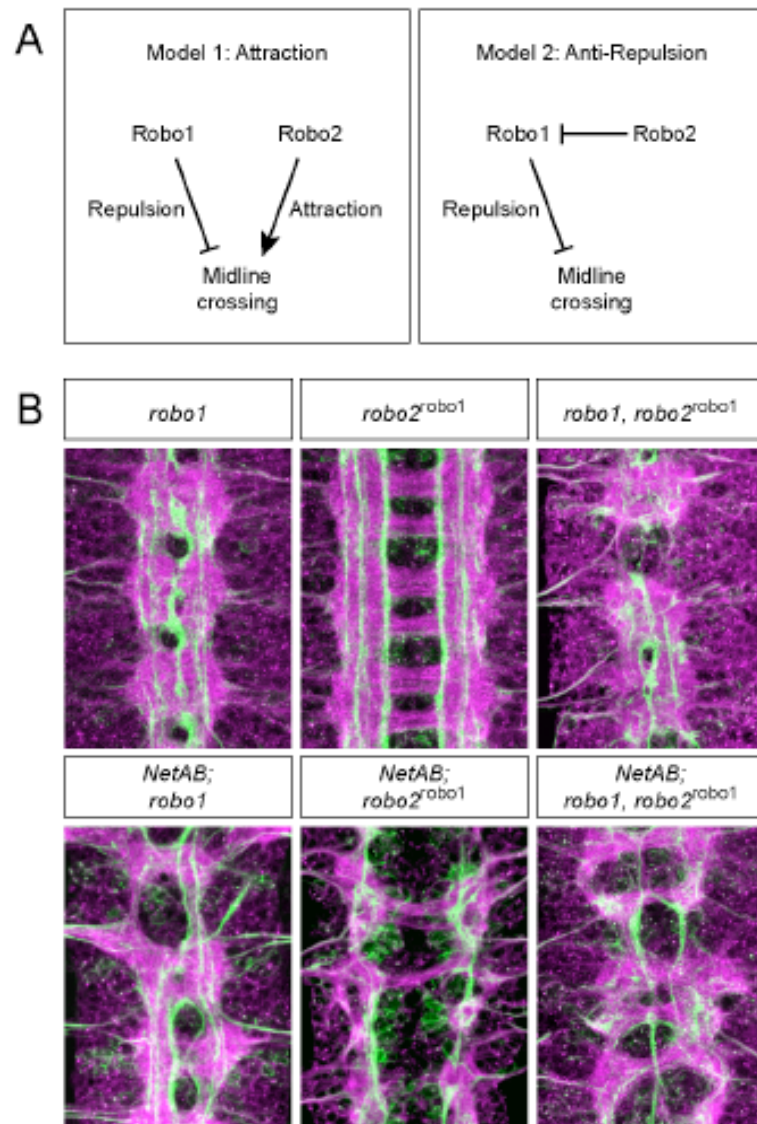 A
Model 1: Attraction
Robo1 Robo2
Repulsion Attraction
Midline
crossing
Model 2: Anti-Repulsion
Robo1 Robo2
Repulsion
Midline
crossing
B
robo1
robo2robo1
robo1, robo2robo1
NetAB;
robo1
NetAB;
robo2robo1
NetAB;
robo1, robo2robo1